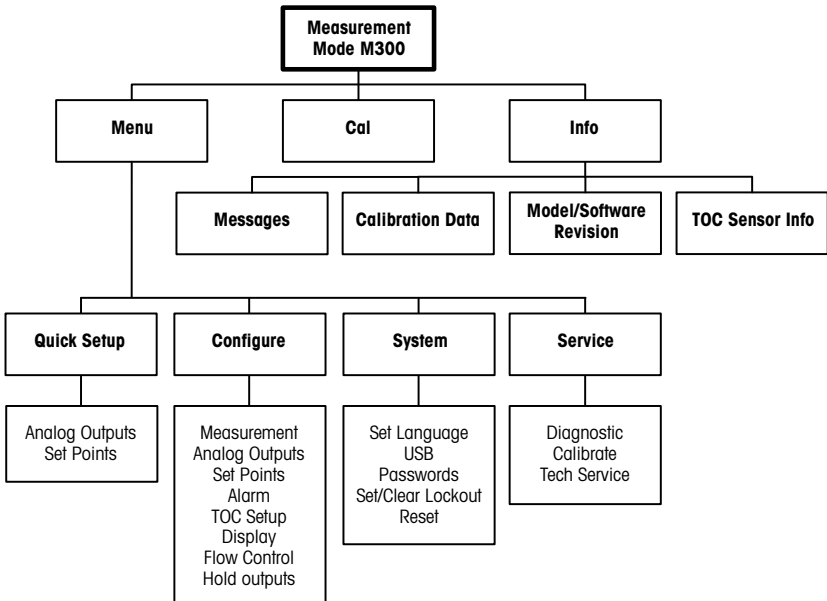 Measurement
Mode M300
Menu
Cal
Info
Messages
Calibration Data
Model/Software
Revision
TOC Sensor Info
Quick Setup
Configure
System
Service
Analog Outputs
Set Points
Measurement
Analog Outputs
Set Points
Alarm
TOC Setup
Display
Flow Control
Hold outputs
Set Language
USB
Passwords
Set/Clear Lockout
Reset
Diagnostic
Calibrate
Tech Service